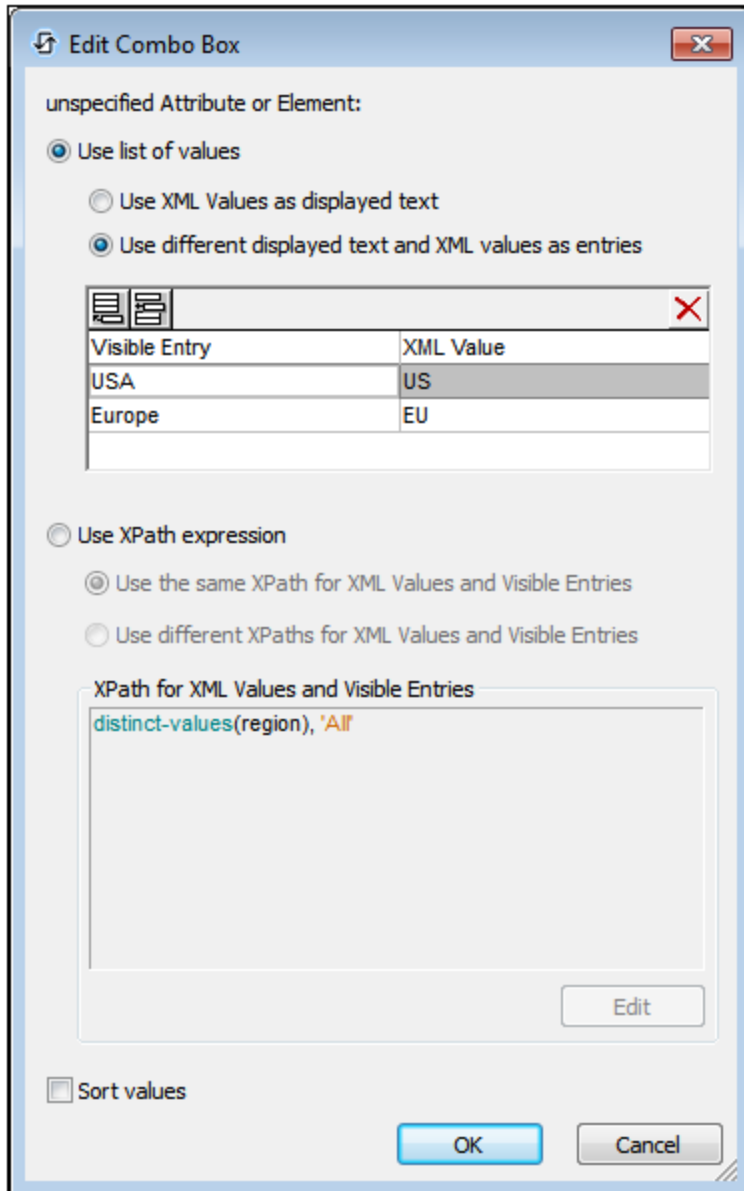 Edit Combo Box
unspecified Attribute or Element:
Use list of values
Use XML Values as displayed text
Use different displayed text and XML values as entries
Visible Entry XML Value
USA US
Europe EU
Use XPath expression
Use the same XPath for XML Values and Visible Entries
Use different XPaths for XML Values and Visible Entries
XPath for XML Values and Visible Entries
distinct-values(region), 'All'
Edit
Sort values
OK Cancel